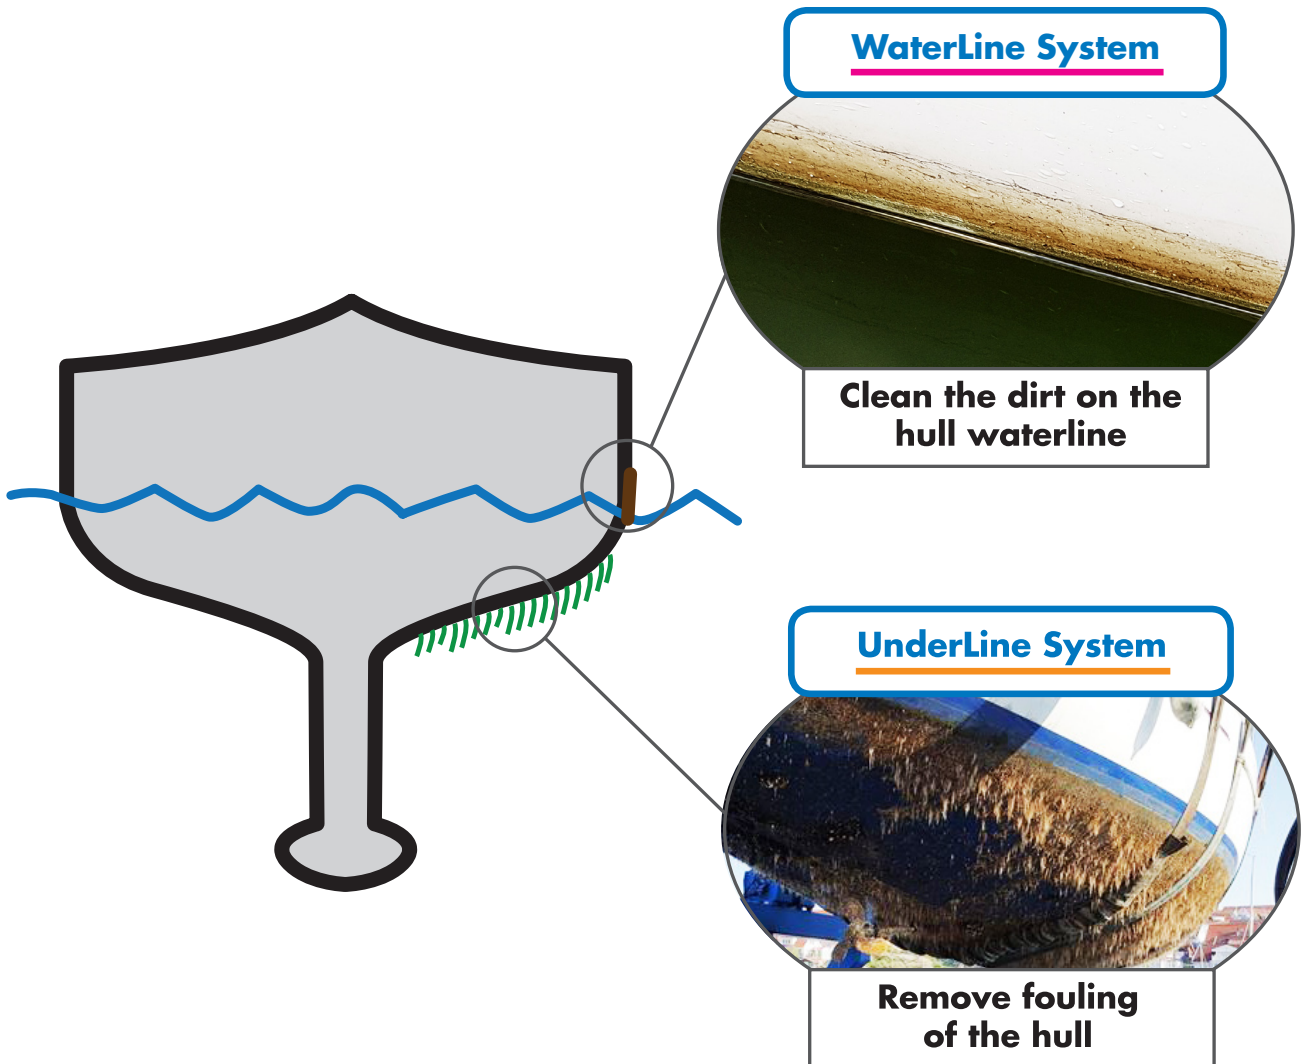 WaterLine System
Clean the dirt on the
hull waterline
UnderLine System
Remove fouling
of the hull